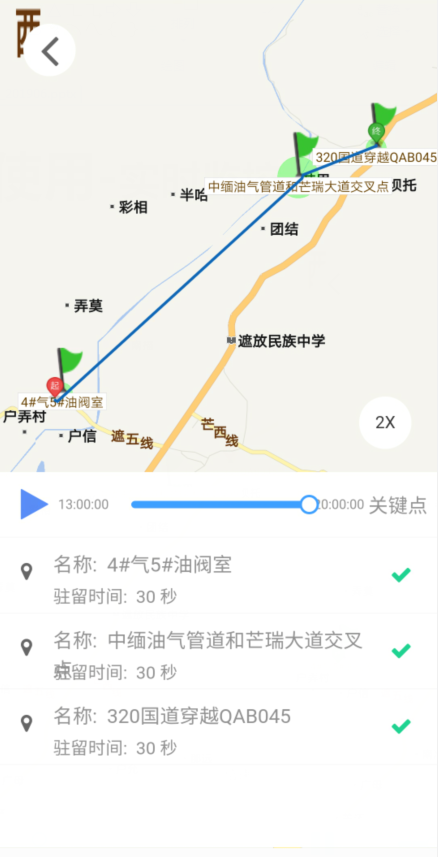 西
320国道穿越QAB045
中缅油气管道和芒瑞大道交叉点
贝托
半哈
彩相
团结
弄莫
遮放民族中学
起
终
4#气5#油阀室
户弄村
户信
遮五线
芒西线
2X
13:00:00
20:00:00
关键点
名称: 4#气5#油阀室
驻留时间: 30 秒
名称: 中缅油气管道和芒瑞大道交叉
点
驻留时间: 30 秒
名称: 320国道穿越QAB045
驻留时间: 30 秒